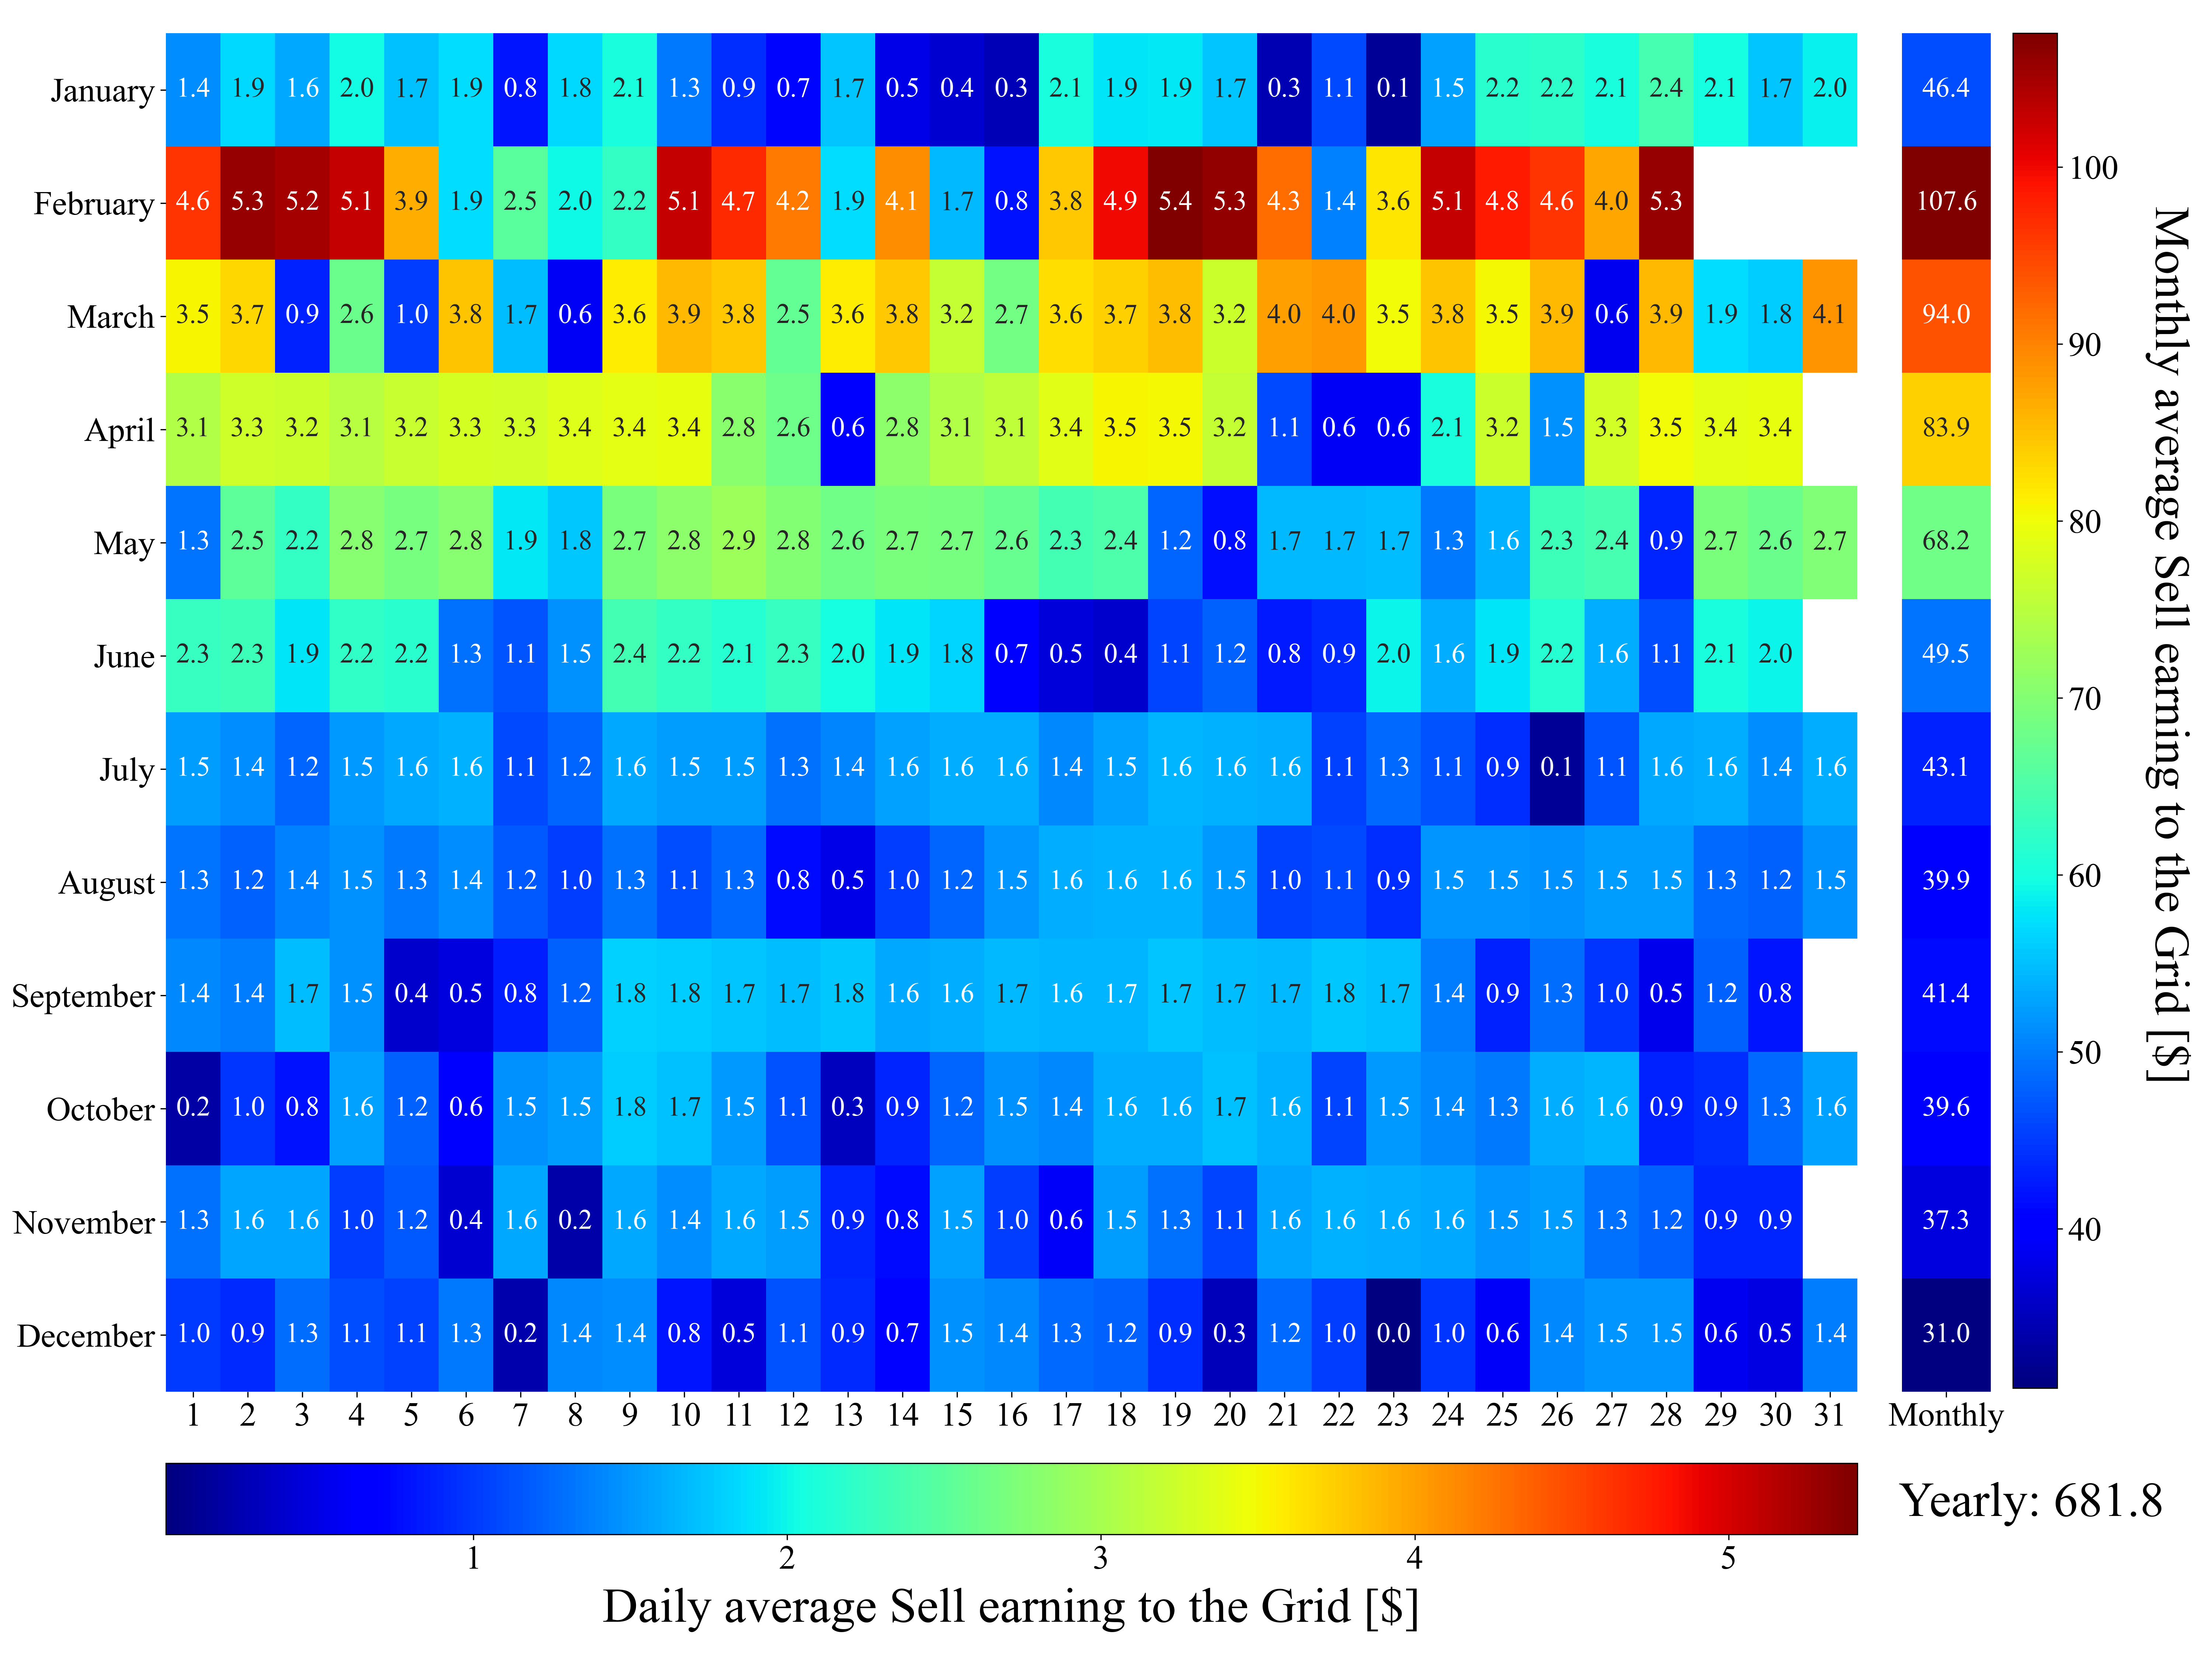 January 1.4 1.9 1.6 2.0 1.7 1.9 0.8 1.8 2.1 1.3 0.9 0.7 1.7 0.5 0.4 0.3 2.1 1.9 1.9 1.7 0.3 1.1 0.1 1.5 2.2 2.2 2.1 2.4 2.1 1.7 2.0 46.4
February 4.6 5.3 5.2 5.1 3.9 1.9 2.5 2.0 2.2 5.1 4.7 4.2 1.9 4.1 1.7 0.8 3.8 4.9 5.4 5.3 4.3 1.4 3.6 5.1 4.8 4.6 4.0 5.3 107.6
March 3.5 3.7 0.9 2.6 1.0 3.8 1.7 0.6 3.6 3.9 3.8 2.5 3.6 3.8 3.2 2.7 3.6 3.7 3.8 3.2 4.0 4.0 3.5 3.8 3.5 3.9 0.6 3.9 1.9 1.8 4.1 94.0
April 3.1 3.3 3.2 3.1 3.2 3.3 3.3 3.4 3.4 3.4 2.8 2.6 0.6 2.8 3.1 3.1 3.4 3.5 3.5 3.2 1.1 0.6 0.6 2.1 3.2 1.5 3.3 3.5 3.4 3.4 83.9
May 1.3 2.5 2.2 2.8 2.7 2.8 1.9 1.8 2.7 2.8 2.9 2.8 2.6 2.7 2.7 2.6 2.3 2.4 1.2 0.8 1.7 1.7 1.7 1.3 1.6 2.3 2.4 0.9 2.7 2.6 2.7 68.2
June 2.3 2.3 1.9 2.2 2.2 1.3 1.1 1.5 2.4 2.2 2.1 2.3 2.0 1.9 1.8 0.7 0.5 0.4 1.1 1.2 0.8 0.9 2.0 1.6 1.9 2.2 1.6 1.1 2.1 2.0 49.5
July 1.5 1.4 1.2 1.5 1.6 1.6 1.1 1.2 1.6 1.5 1.5 1.3 1.4 1.6 1.6 1.6 1.4 1.5 1.6 1.6 1.6 1.1 1.3 1.1 0.9 0.1 1.1 1.6 1.6 1.4 1.6 43.1
August 1.3 1.2 1.4 1.5 1.3 1.4 1.2 1.0 1.3 1.1 1.3 0.8 0.5 1.0 1.2 1.5 1.6 1.6 1.6 1.5 1.0 1.1 0.9 1.5 1.5 1.5 1.5 1.5 1.3 1.2 1.5 39.9
September 1.4 1.4 1.7 1.5 0.4 0.5 0.8 1.2 1.8 1.8 1.7 1.7 1.8 1.6 1.6 1.7 1.6 1.7 1.7 1.7 1.7 1.8 1.7 1.4 0.9 1.3 1.0 0.5 1.2 0.8 41.4
October 0.2 1.0 0.8 1.6 1.2 0.6 1.5 1.5 1.8 1.7 1.5 1.1 0.3 0.9 1.2 1.5 1.4 1.6 1.6 1.7 1.6 1.1 1.5 1.4 1.3 1.6 1.6 0.9 0.9 1.3 1.6 39.6
November 1.3 1.6 1.6 1.0 1.2 0.4 1.6 0.2 1.6 1.4 1.6 1.5 0.9 0.8 1.5 1.0 0.6 1.5 1.3 1.1 1.6 1.6 1.6 1.6 1.5 1.5 1.3 1.2 0.9 0.9 37.3
December 1.0 0.9 1.3 1.1 1.1 1.3 0.2 1.4 1.4 0.8 0.5 1.1 0.9 0.7 1.5 1.4 1.3 1.2 0.9 0.3 1.2 1.0 0.0 1.0 0.6 1.4 1.5 1.5 0.6 0.5 1.4 31.0
1 2 3 4 5 6 7 8 9 10 11 12 13 14 15 16 17 18 19 20 21 22 23 24 25 26 27 28 29 30 31 Monthly
100
90
80
70
60
50
40
Monthly average Sell earning to the Grid [$]
Yearly: 681.8
1 2 3 4 5
Daily average Sell earning to the Grid [$]